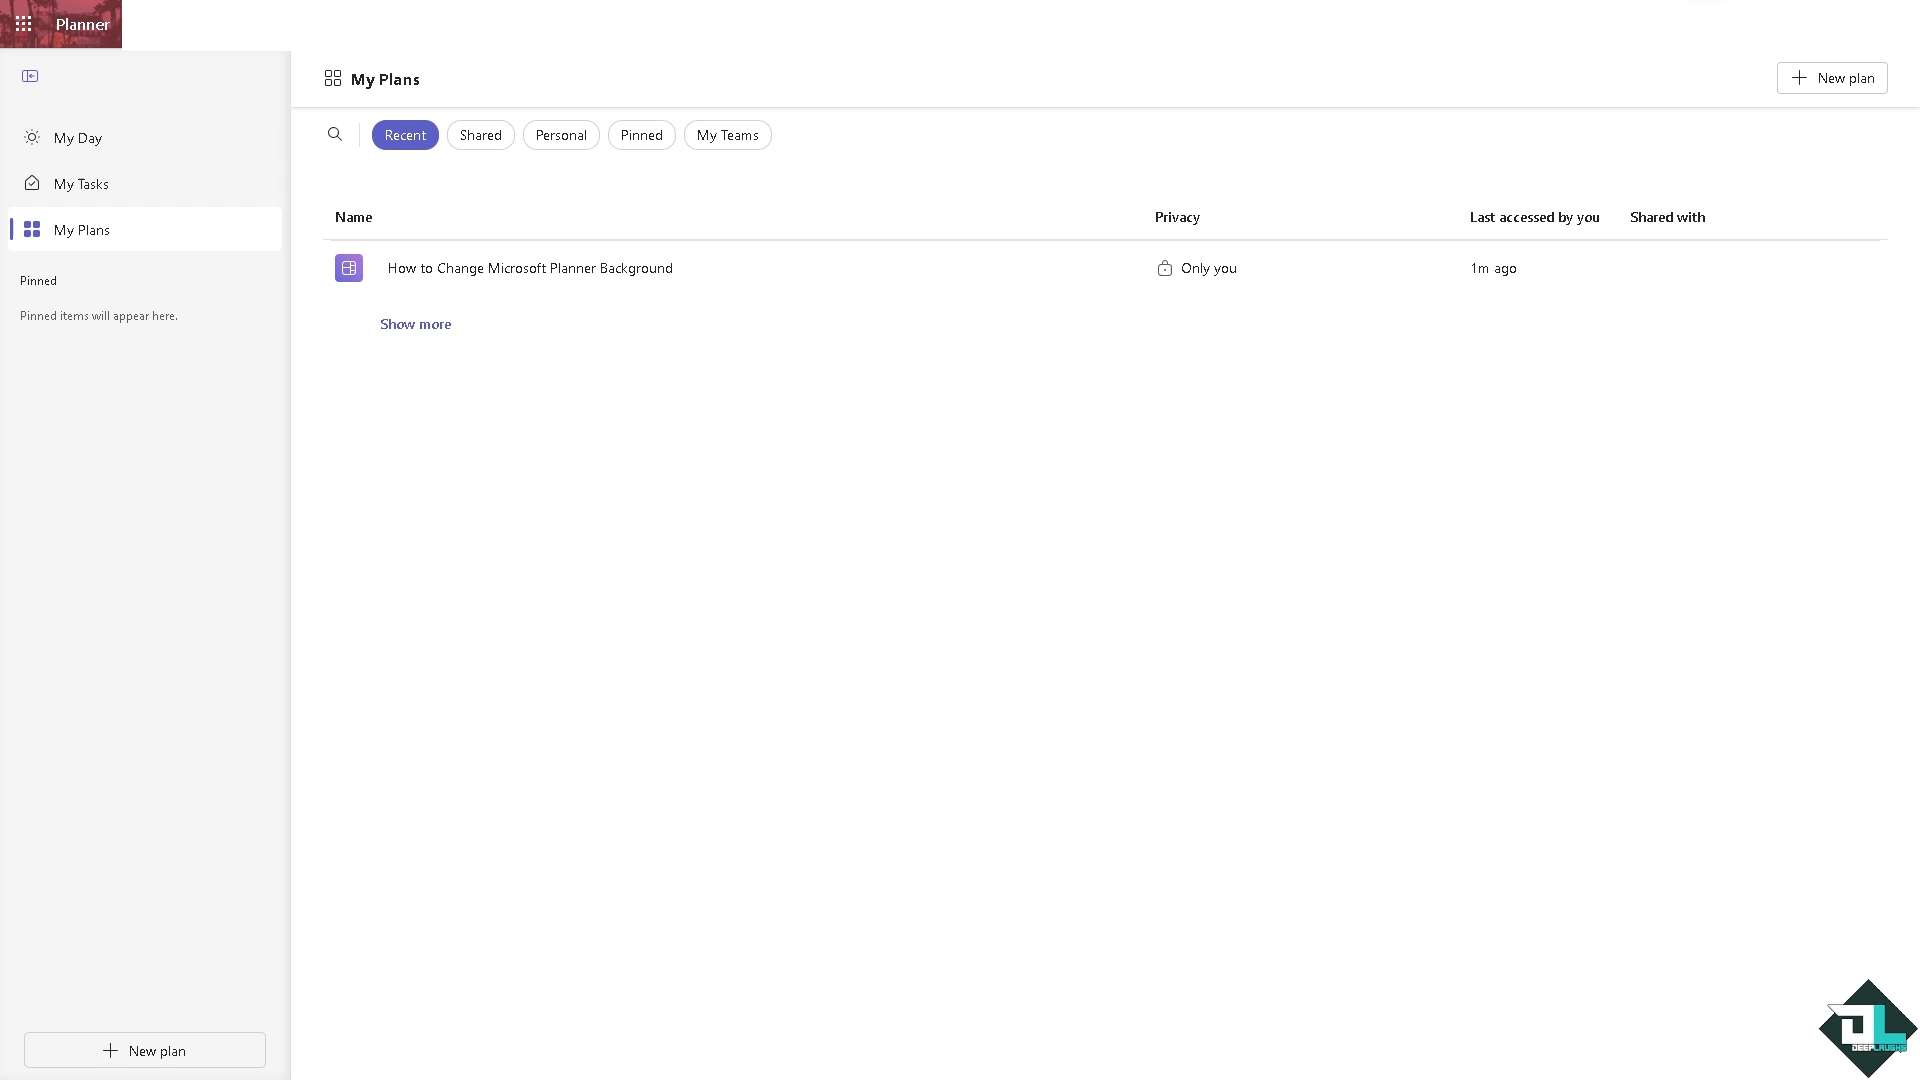 Planner
My Plans
New plan
My Day
My Tasks
My Plans
Pinned
Pinned items will appear here.
Recent
Shared
Personal
Pinned
My Teams
Name
Privacy
Last accessed by you
Shared with
How to Change Microsoft Planner Background
Only you
1m ago
Show more
New plan
JL
DEEPLAUGHS